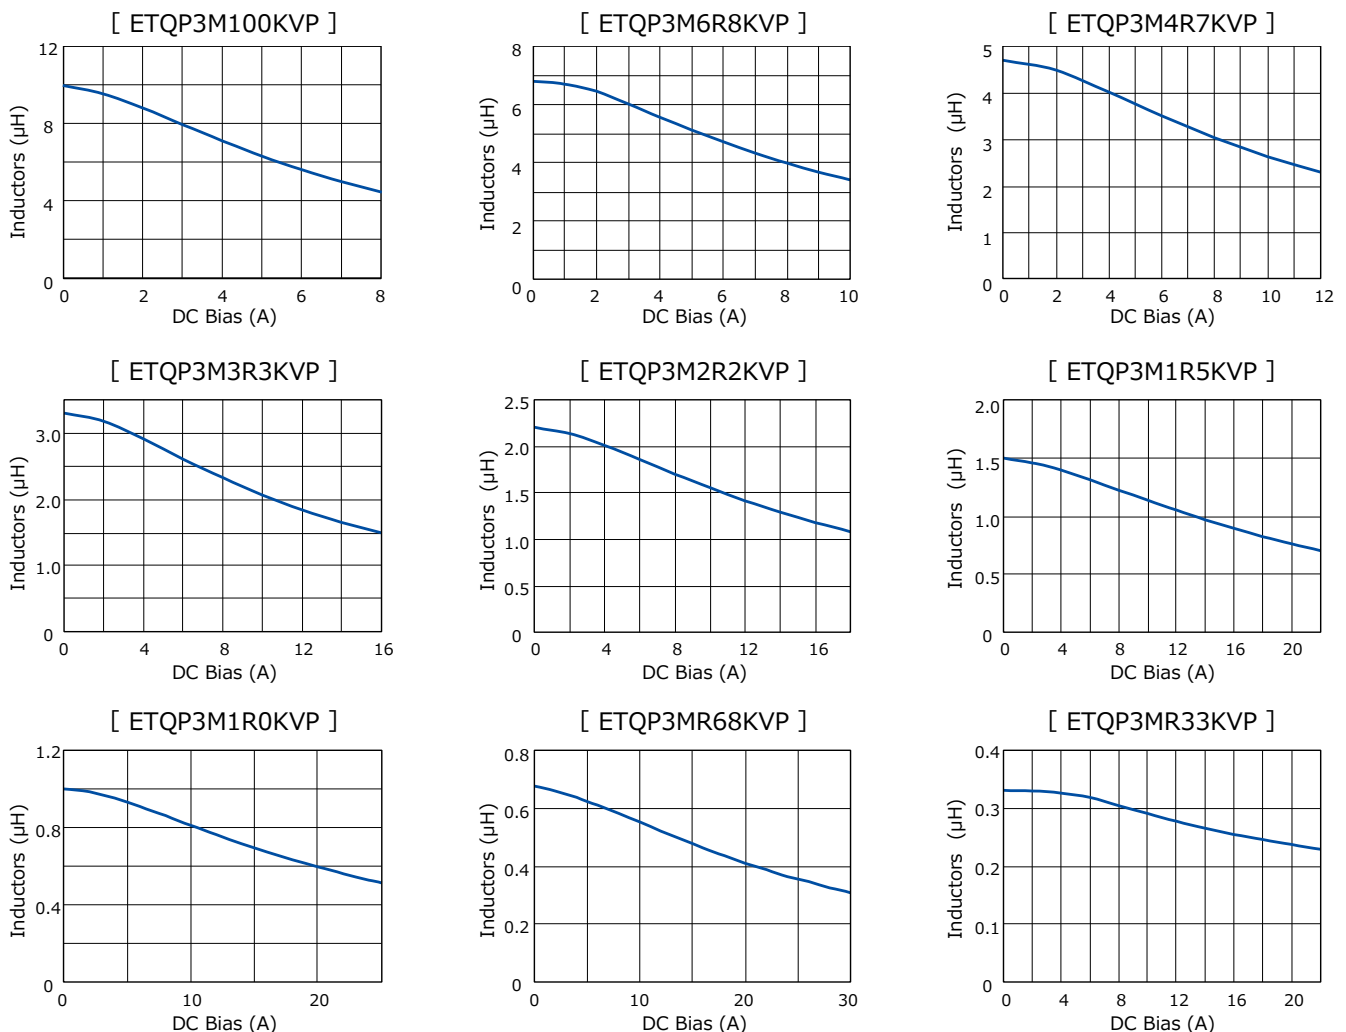 [ ETQP3M100KVP ]
12
8
4
0
Inductors (μH)
0 2 4 6 8
DC Bias (A)
[ ETQP3M6R8KVP ]
8
6
4
2
0
Inductors (μH)
0 2 4 6 8 10
DC Bias (A)
[ ETQP3M4R7KVP ]
5
4
3
2
1
0
Inductors (μH)
0 2 4 6 8 10 12
DC Bias (A)
[ ETQP3M3R3KVP ]
3.0
2.0
1.0
0
Inductors (μH)
0 4 8 12 16
DC Bias (A)
[ ETQP3M2R2KVP ]
2.5
2.0
1.5
1.0
0.5
0
Inductors (μH)
0 4 8 12 16
DC Bias (A)
[ ETQP3M1R5KVP ]
2.0
1.5
1.0
0.5
0
Inductors (μH)
0 4 8 12 16 20
DC Bias (A)
[ ETQP3M1R0KVP ]
1.2
0.8
0.4
0
Inductors (μH)
0 10 20
DC Bias (A)
[ ETQP3MR68KVP ]
0.8
0.6
0.4
0.2
0
Inductors (μH)
0 10 20 30
DC Bias (A)
[ ETQP3MR33KVP ]
0.4
0.3
0.2
0.1
0
Inductors (μH)
0 4 8 12 16 20
DC Bias (A)